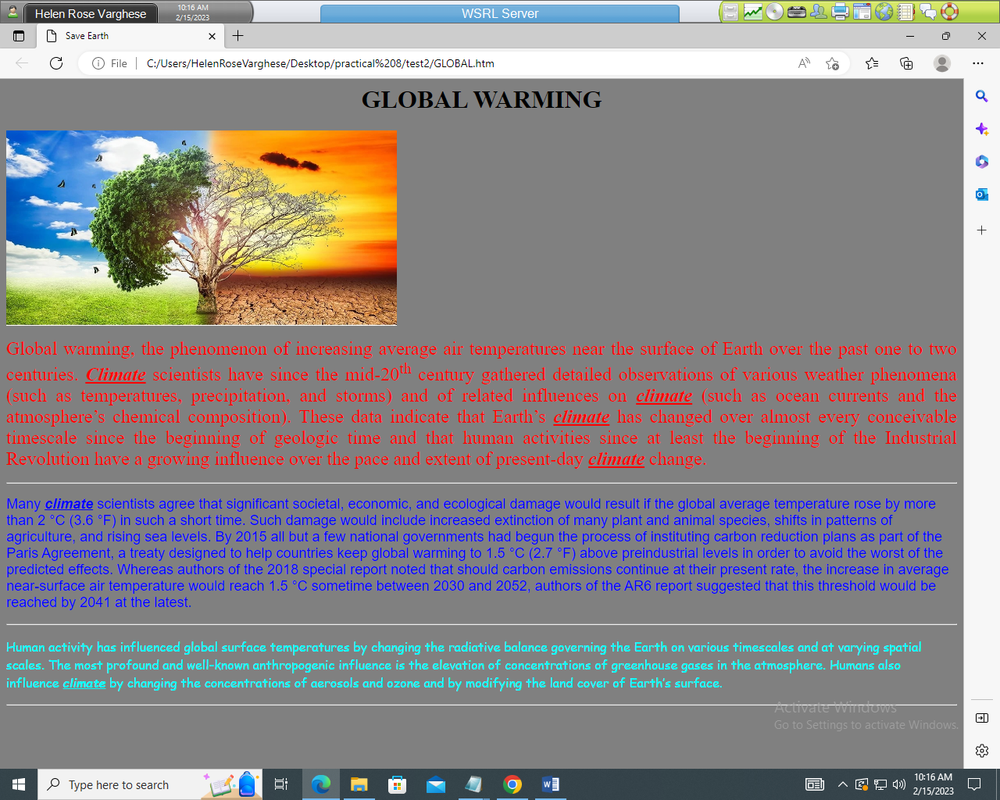 Helen Rose Varghese
10:16 AM
2/15/2023
WSRL Server
Save Earth
File
C:/Users/HelenRoseVarghese/Desktop/practical%208/test2/GLOBAL.htm
GLOBAL WARMING
Global warming, the phenomenon of increasing average air temperatures near the surface of Earth over the past one to two
centuries. Climate scientists have since the mid-20th century gathered detailed observations of various weather phenomena
(such as temperatures, precipitation, and storms) and of related influences on climate (such as ocean currents and the
atmosphere’s chemical composition). These data indicate that Earth’s climate has changed over almost every conceivable
timescale since the beginning of geologic time and that human activities since at least the beginning of the Industrial
Revolution have a growing influence over the pace and extent of present-day climate change.
Many climate scientists agree that significant societal, economic, and ecological damage would result if the global average temperature rose by more
than 2 °C (3.6 °F) in such a short time. Such damage would include increased extinction of many plant and animal species, shifts in patterns of
agriculture, and rising sea levels. By 2015 all but a few national governments had begun the process of instituting carbon reduction plans as part of the
Paris Agreement, a treaty designed to help countries keep global warming to 1.5 °C (2.7 °F) above preindustrial levels in order to avoid the worst of the
predicted effects. Whereas authors of the 2018 special report noted that should carbon emissions continue at their present rate, the increase in average
near-surface air temperature would reach 1.5 °C sometime between 2030 and 2052, authors of the AR6 report suggested that this threshold would be
reached by 2041 at the latest.
Human activity has influenced global surface temperatures by changing the radiative balance governing the Earth on various timescales and at varying spatial
scales. The most profound and well-known anthropogenic influence is the elevation of concentrations of greenhouse gases in the atmosphere. Humans also
influence climate by changing the concentrations of aerosols and ozone and by modifying the land cover of Earth's surface.
Activate Windows
Go to Settings to activate Windows.
Type here to search
10:16 AM
2/15/2023